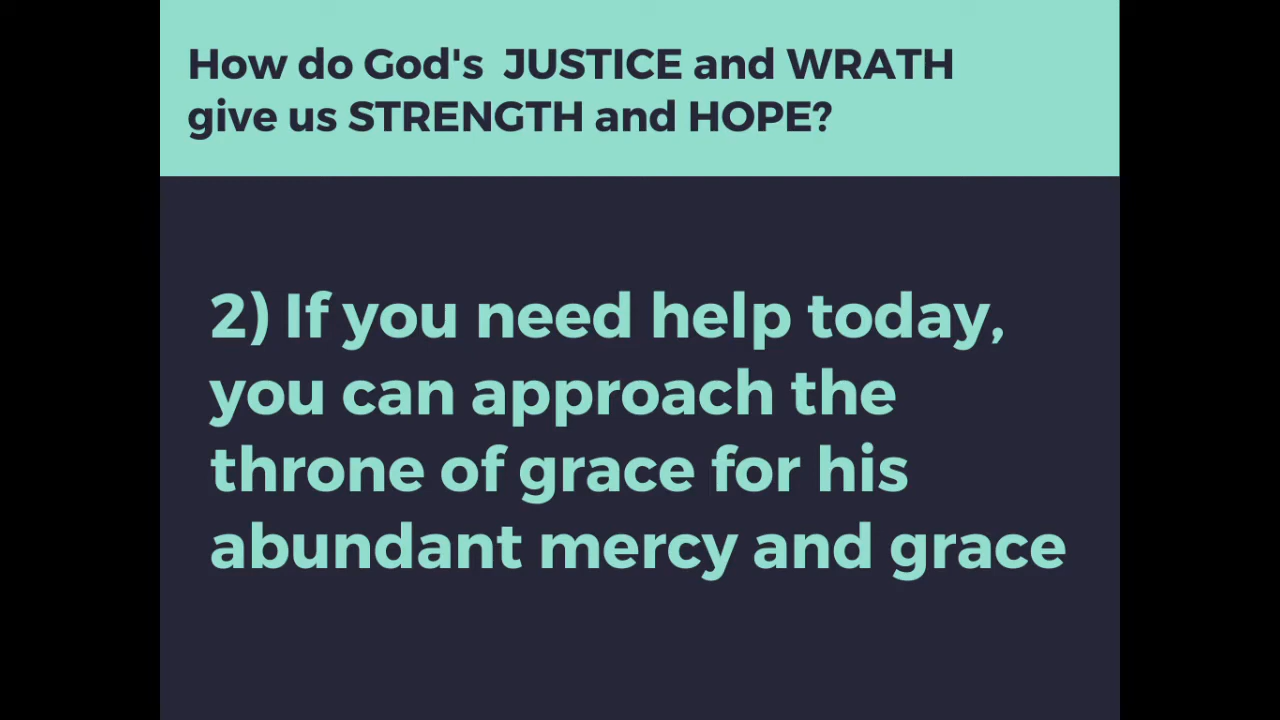 How do God's  JUSTICE and WRATH
give us STRENGTH and HOPE?
2) If you need help today,
you can approach the
throne of grace for his
abundant mercy and grace